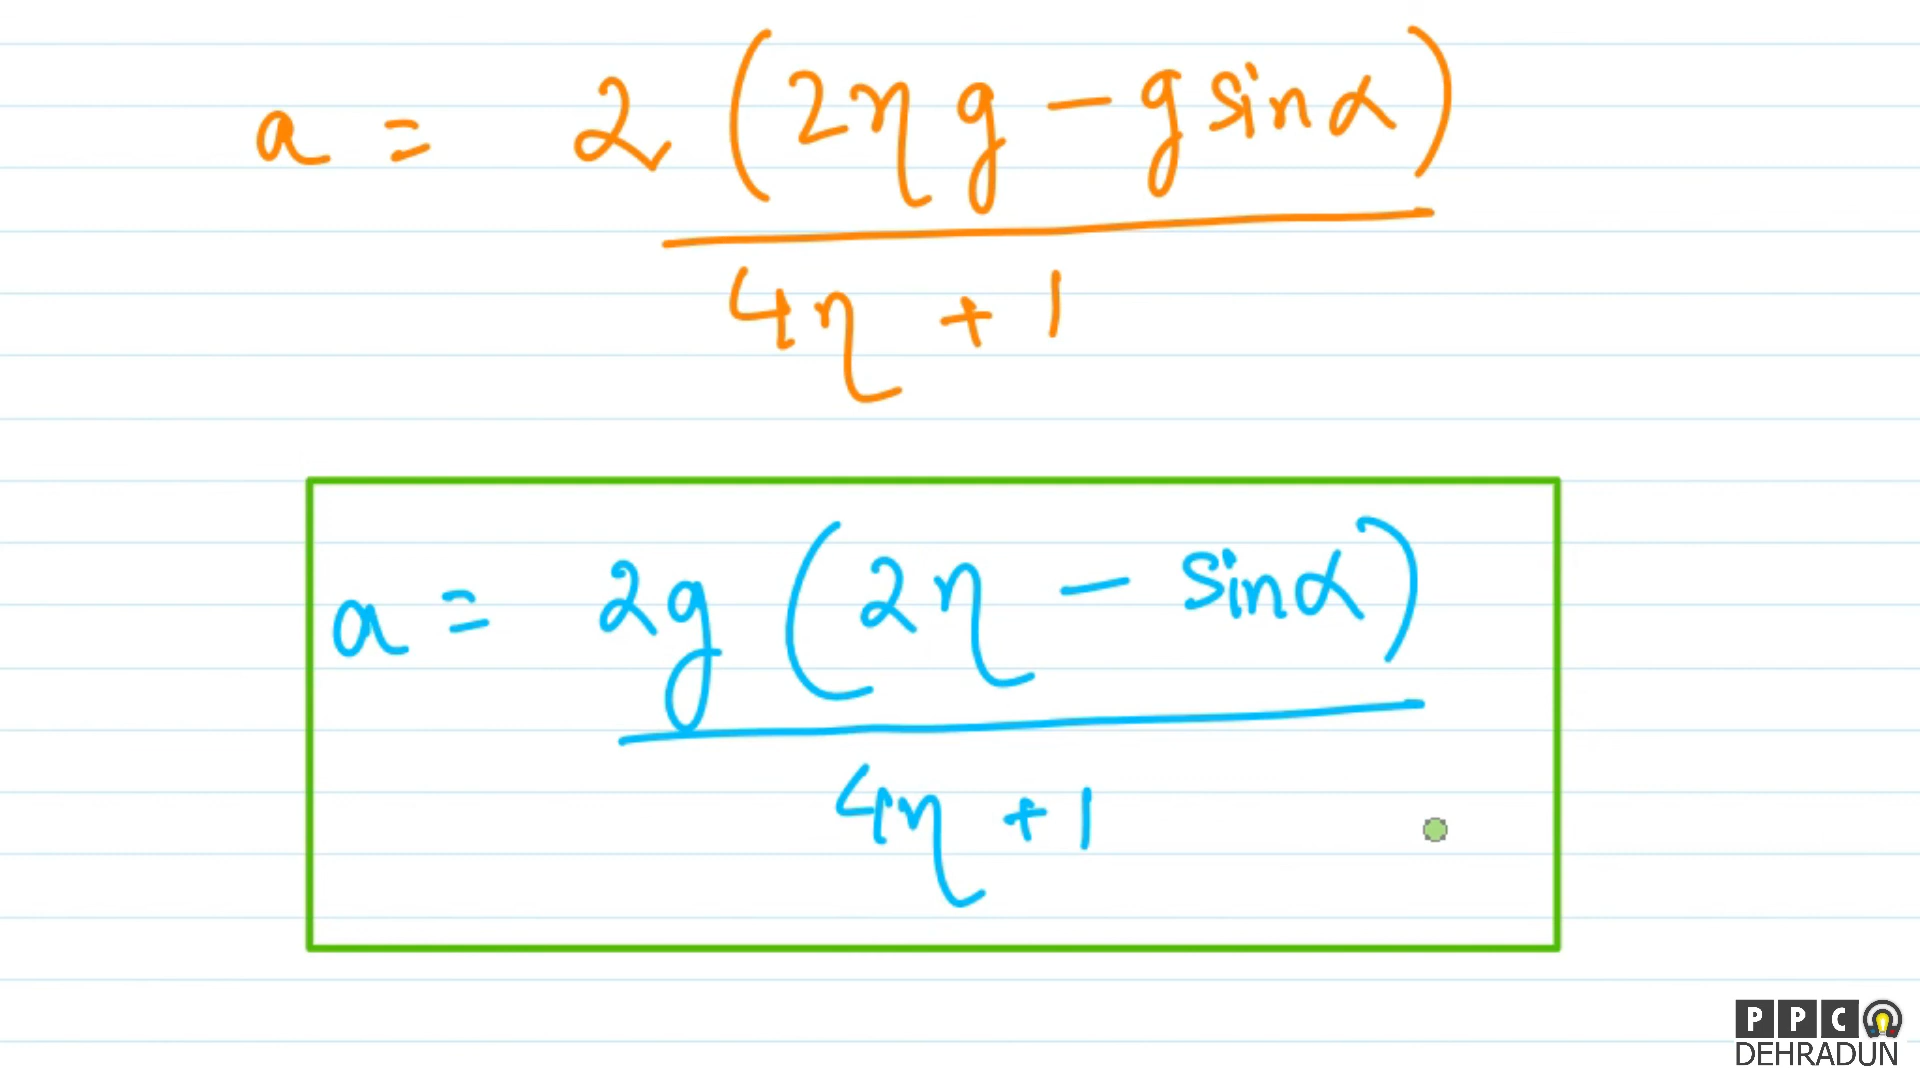 a = 2 (2ηg − g sinα)
4η + 1
a = 2g (2η − sinα)
4η + 1
PPC
DEHRADUN